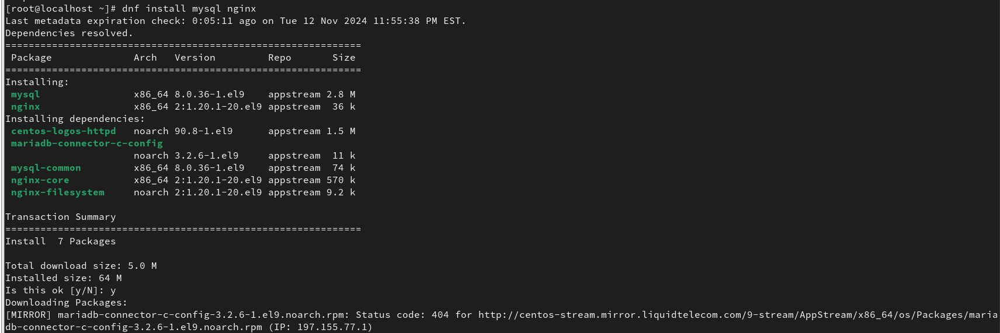 [root@localhost ~]# dnf install mysql nginx
Last metadata expiration check: 0:05:11 ago on Tue 12 Nov 2024 11:55:38 PM EST.
Dependencies resolved.
=============================================================
 Package              Arch   Version         Repo       Size
=============================================================
Installing:
 mysql                x86_64 8.0.36-1.el9    appstream 2.8 M
 nginx                x86_64 2:1.20.1-20.el9 appstream  36 k
Installing dependencies:
 centos-logos-httpd   noarch 90.8-1.el9      appstream 1.5 M
 mariadb-connector-c-config
                      noarch 3.2.6-1.el9     appstream  11 k
 mysql-common         x86_64 8.0.36-1.el9    appstream  74 k
 nginx-core           x86_64 2:1.20.1-20.el9 appstream 570 k
 nginx-filesystem     noarch 2:1.20.1-20.el9 appstream 9.2 k

Transaction Summary
=============================================================
Install  7 Packages

Total download size: 5.0 M
Installed size: 64 M
Is this ok [y/N]: y
Downloading Packages:
[MIRROR] mariadb-connector-c-config-3.2.6-1.el9.noarch.rpm: Status code: 404 for http://centos-stream.mirror.liquidtelecom.com/9-stream/AppStream/x86_64/os/Packages/maria
db-connector-c-config-3.2.6-1.el9.noarch.rpm (IP: 197.155.77.1)